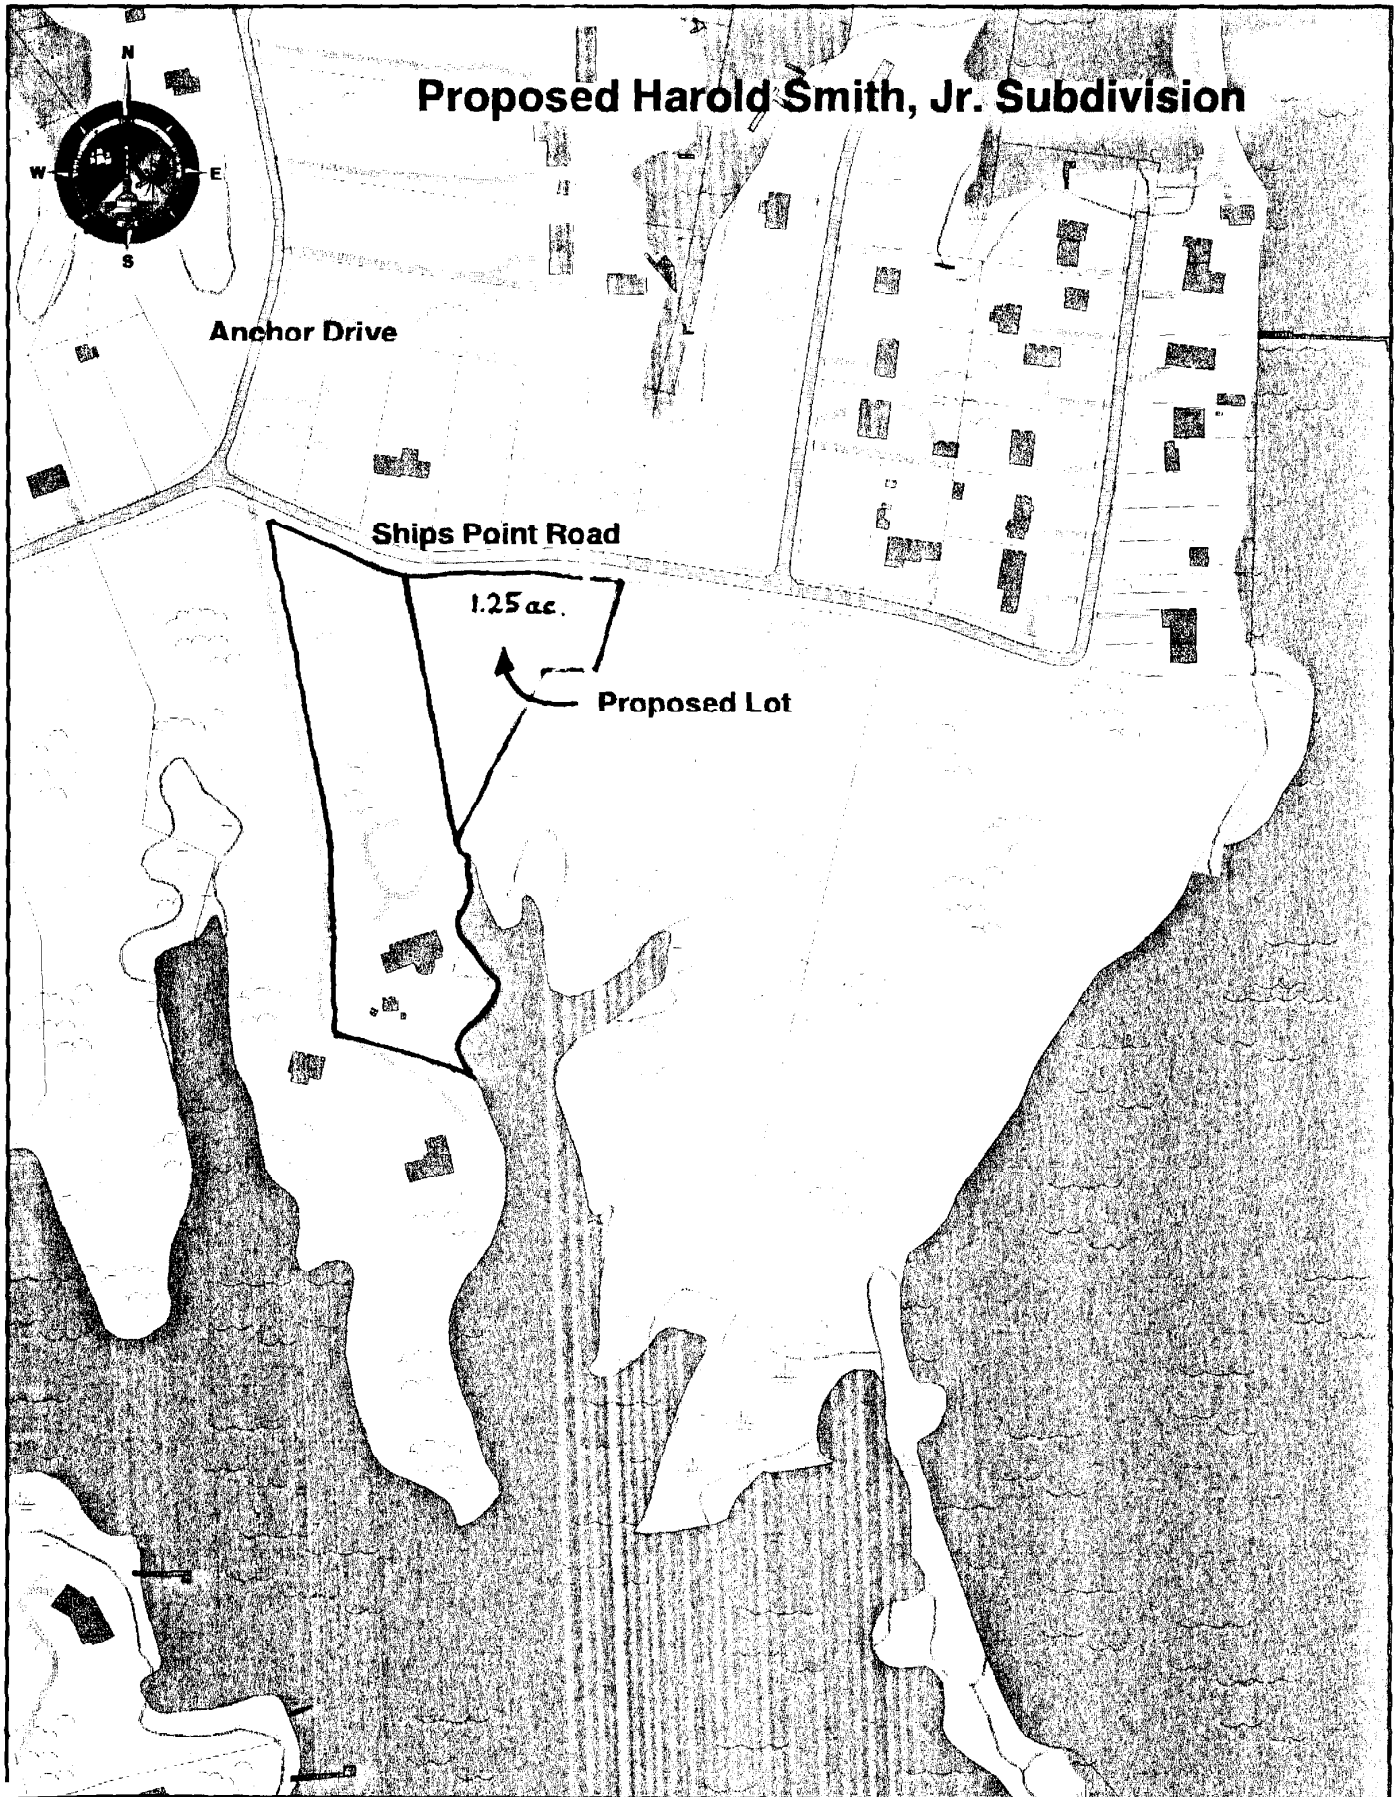 N
Proposed Harold Smith, Jr. Subdivision
W
E
S
Anchor Drive
Ships Point Road
1.25 ac.
Proposed Lot